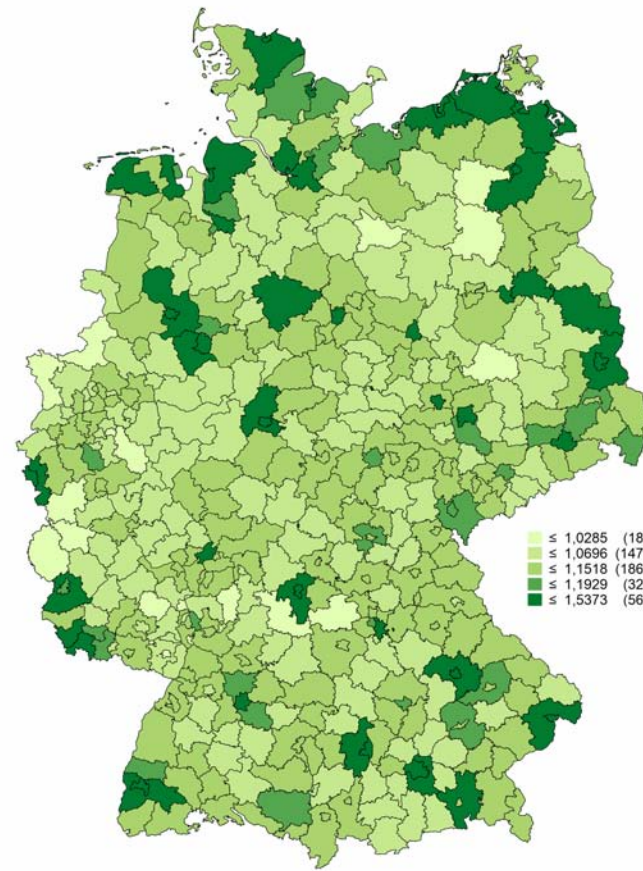 ≤ 1,0285 (18
≤ 1,0696 (147
≤ 1,1518 (186
≤ 1,1929 (32
≤ 1,5373 (56